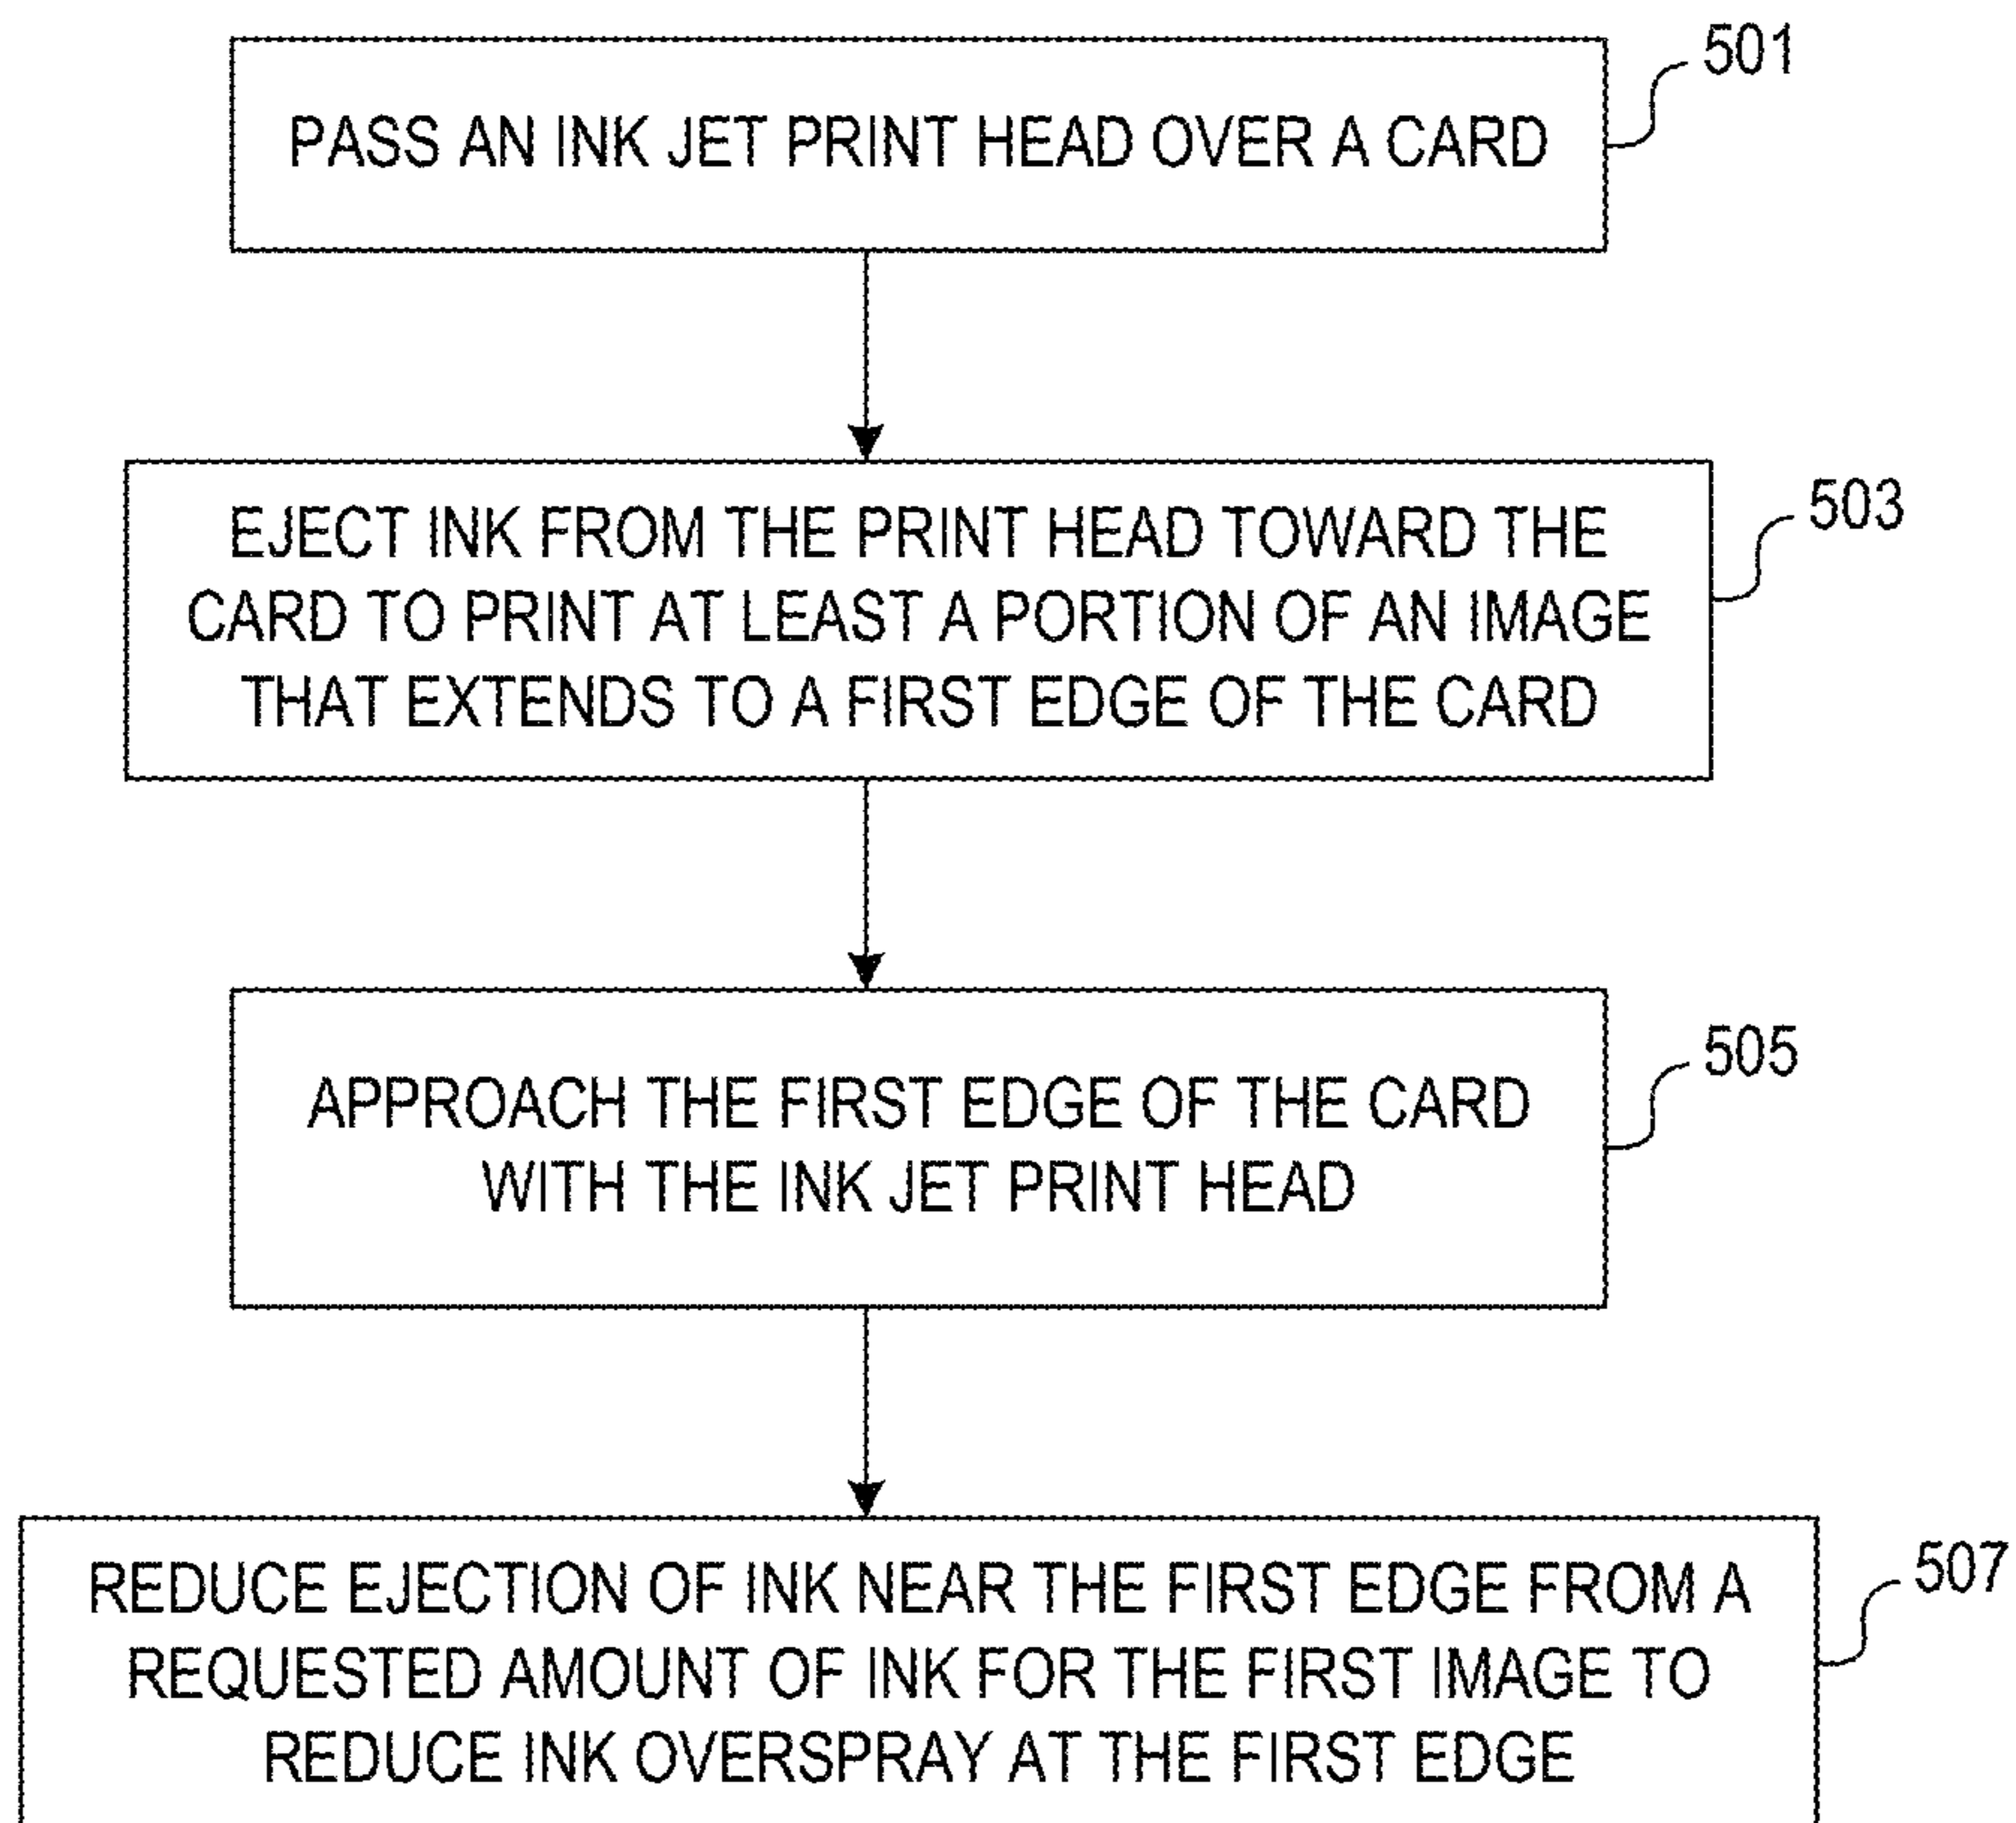 501
PASS AN INK JET PRINT HEAD OVER A CARD
503
EJECT INK FROM THE PRINT HEAD TOWARD THE
CARD TO PRINT AT LEAST A PORTION OF AN IMAGE
THAT EXTENDS TO A FIRST EDGE OF THE CARD
505
APPROACH THE FIRST EDGE OF THE CARD
WITH THE INK JET PRINT HEAD
507
REDUCE EJECTION OF INK NEAR THE FIRST EDGE FROM A
REQUESTED AMOUNT OF INK FOR THE FIRST IMAGE TO
REDUCE INK OVERSPRAY AT THE FIRST EDGE